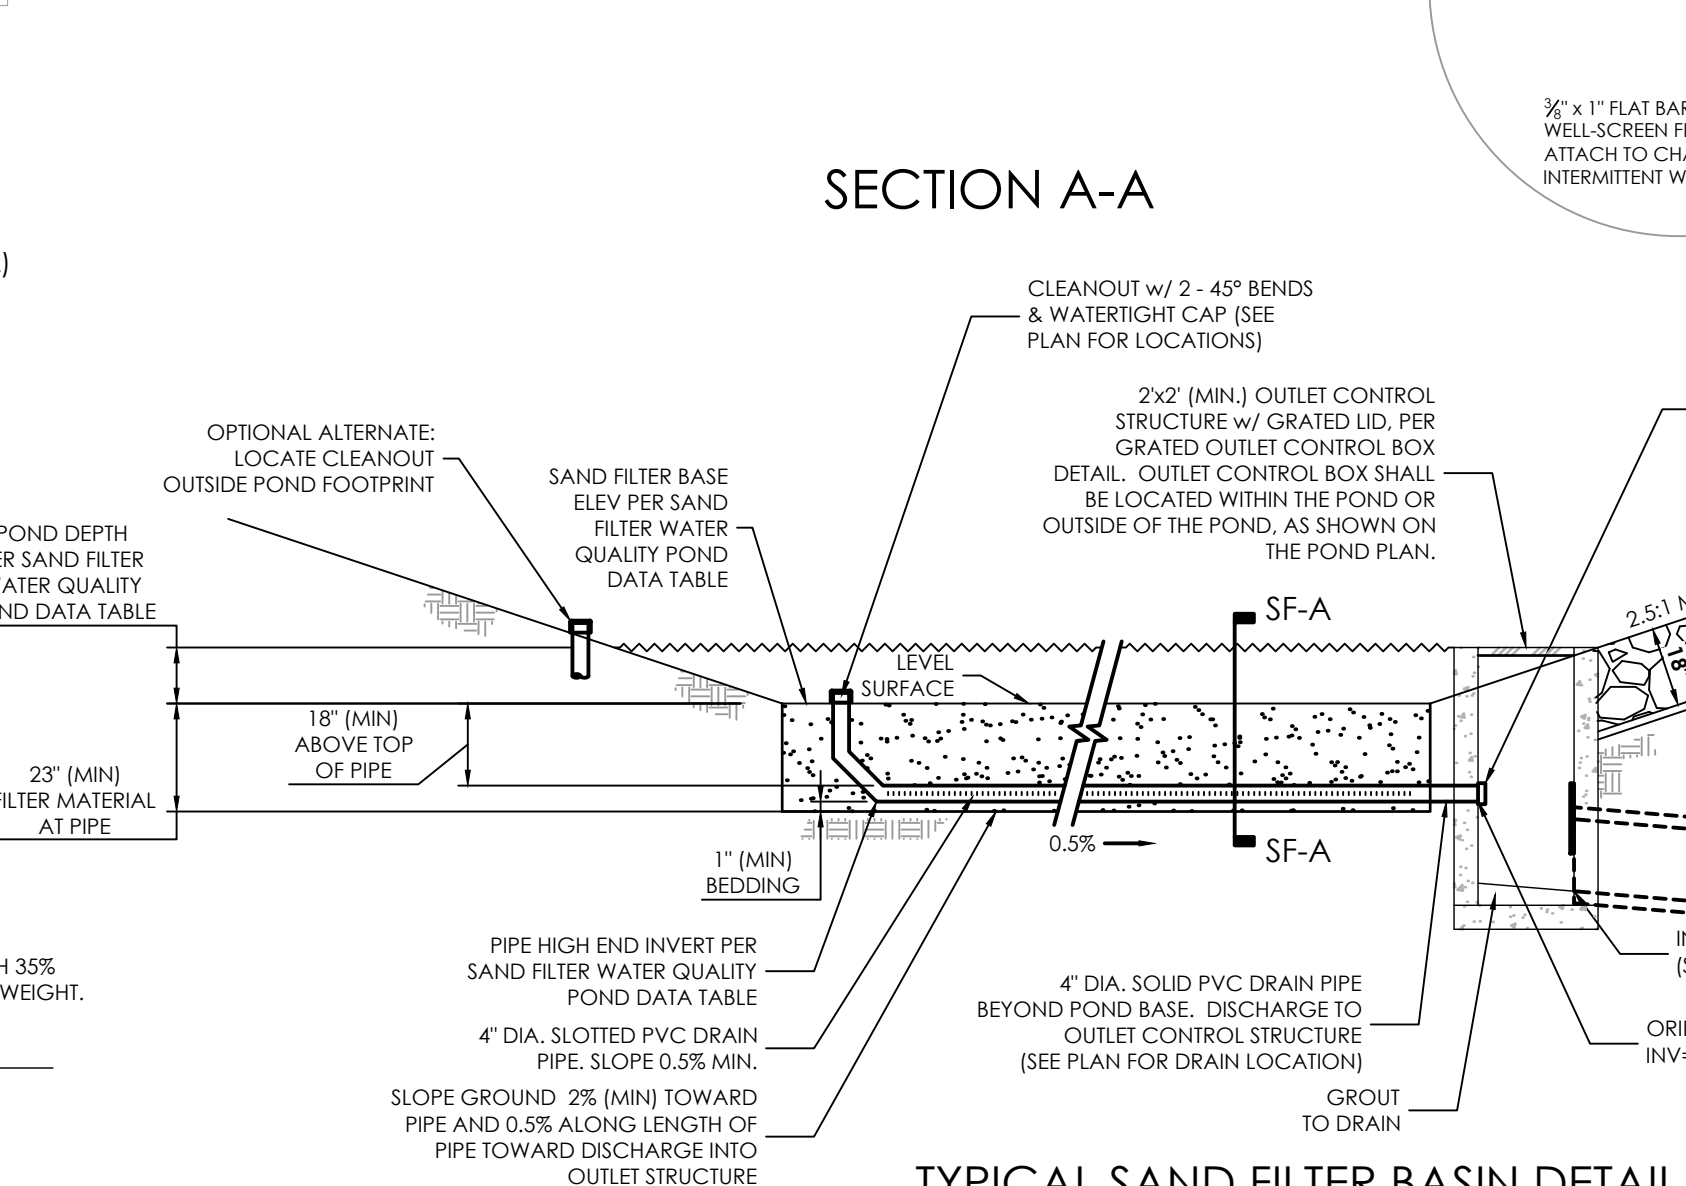 3/8" x 1" FLAT BAR
WELL-SCREEN
ATTACH TO
INTERMITTENT
SECTION A-A
)
CLEANOUT w/ 2 - 45° BENDS
& WATERTIGHT CAP (SEE
PLAN FOR LOCATIONS)
2'x2' (MIN.) OUTLET CONTROL
STRUCTURE w/ GRATED LID, PER
GRATED OUTLET CONTROL BOX
DETAIL. OUTLET CONTROL BOX SHALL
BE LOCATED WITHIN THE POND OR
OUTSIDE OF THE POND, AS SHOWN ON
THE POND PLAN.
OPTIONAL ALTERNATE:
LOCATE CLEANOUT
OUTSIDE POND FOOTPRINT
SAND FILTER BASE
ELEV PER SAND
FILTER WATER
QUALITY POND
DATA TABLE
POND DEPTH
SAND FILTER
WATER QUALITY
DATA TABLE
SF-A
2.5:1
18"
LEVEL
SURFACE
18" (MIN)
ABOVE TOP
OF PIPE
23" (MIN)
FILTER MATERIAL
AT PIPE
0.5%
SF-A
1" (MIN)
BEDDING
PIPE HIGH END INVERT PER
SAND FILTER WATER QUALITY
POND DATA TABLE
35%
WEIGHT.
4" DIA. SLOTTED PVC DRAIN
PIPE. SLOPE 0.5% MIN.
SLOPE GROUND 2% (MIN) TOWARD
PIPE AND 0.5% ALONG LENGTH OF
PIPE TOWARD DISCHARGE INTO
OUTLET STRUCTURE
4" DIA. SOLID PVC DRAIN PIPE
BEYOND POND BASE. DISCHARGE TO
OUTLET CONTROL STRUCTURE
(SEE PLAN FOR DRAIN LOCATION)
INV=
GROUT
TO DRAIN
TYPICAL SAND FILTER BASIN DETAIL